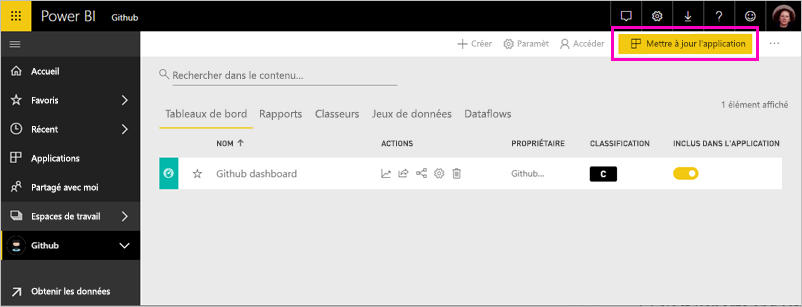 Power BI Github
Créer Paramèt Accéder Mettre à jour l'application
Accueil
Favoris
Récent
Applications
Partagé avec moi
Espaces de travail
Github
Obtenir les données
Rechercher dans le contenu...
1 élément affiché
Tableaux de bord Rapports Classeurs Jeux de données Dataflows
NOM ACTIONS PROPRIÉTAIRE CLASSIFICATION INCLUS DANS L'APPLICATION
Github dashboard Github... C